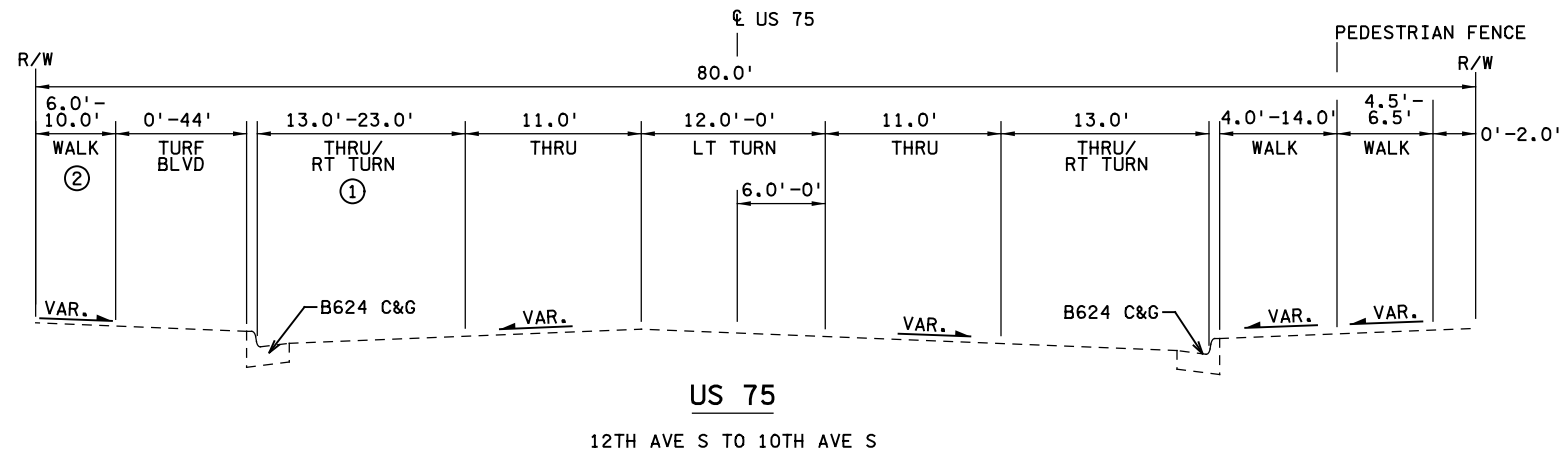 ℄ US 75
PEDESTRIAN FENCE
R/W
R/W
80.0'
6.0'-
10.0'
0'-44'
13.0'-23.0'
11.0'
12.0'-0'
11.0'
13.0'
4.0'-14.0'
4.5'-
6.5'
0'-2.0'
WALK
②
TURF
BLVD
THRU/
RT TURN
①
THRU
LT TURN
THRU
THRU/
RT TURN
WALK
WALK
6.0'-0'
VAR.
B624 C&G
VAR.
VAR.
B624 C&G
VAR.
VAR.
US 75
12TH AVE S TO 10TH AVE S